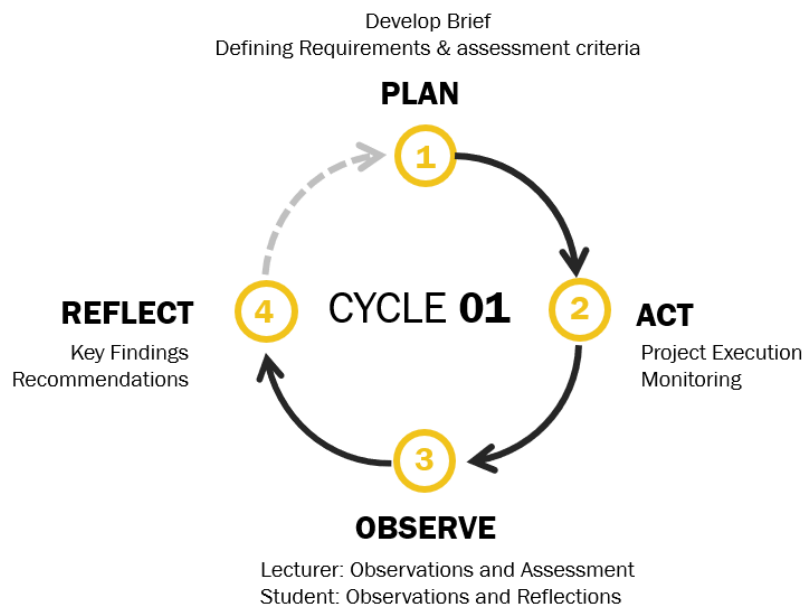 Develop Brief
Defining Requirements & assessment criteria
PLAN
1
REFLECT
4
CYCLE 01
2
ACT
Key Findings
Recommendations
Project Execution
Monitoring
3
OBSERVE
Lecturer: Observations and Assessment
Student: Observations and Reflections